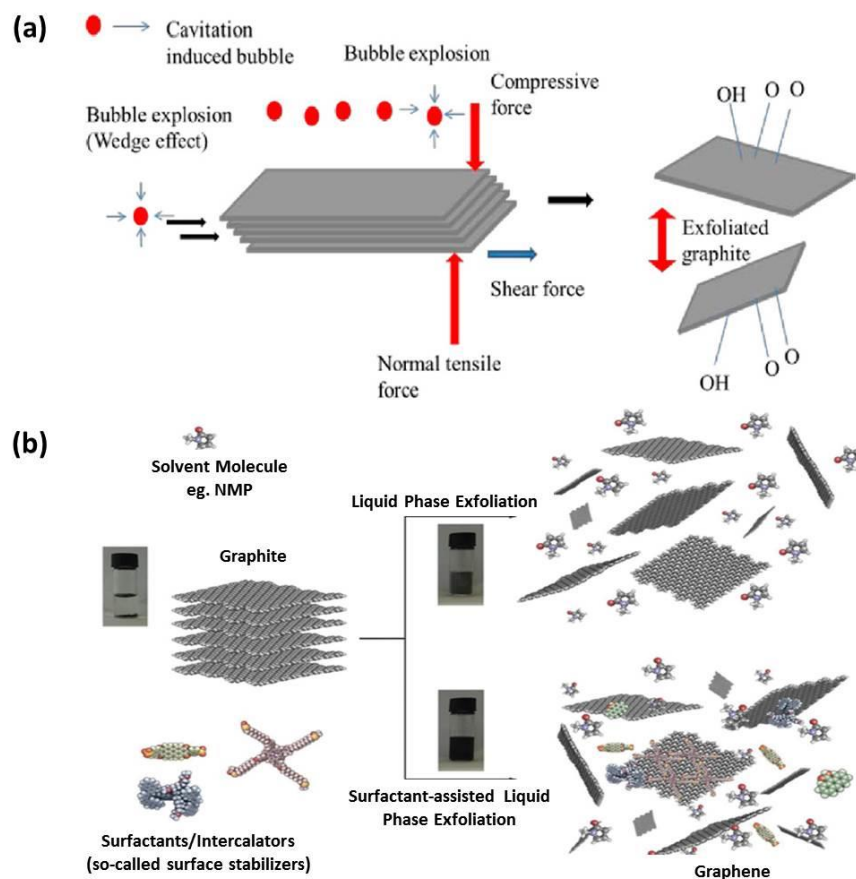 (a)
Cavitation
induced bubble
Bubble explosion
Compressive
force
Bubble explosion
(Wedge effect)
OH
O
O
Exfoliated
graphite
Shear force
Normal tensile
force
OH
O
O
(b)
Solvent Molecule
eg. NMP
Liquid Phase Exfoliation
Graphite
Surfactant-assisted Liquid
Phase Exfoliation
Surfactants/Intercalators
(so-called surface stabilizers)
Graphene